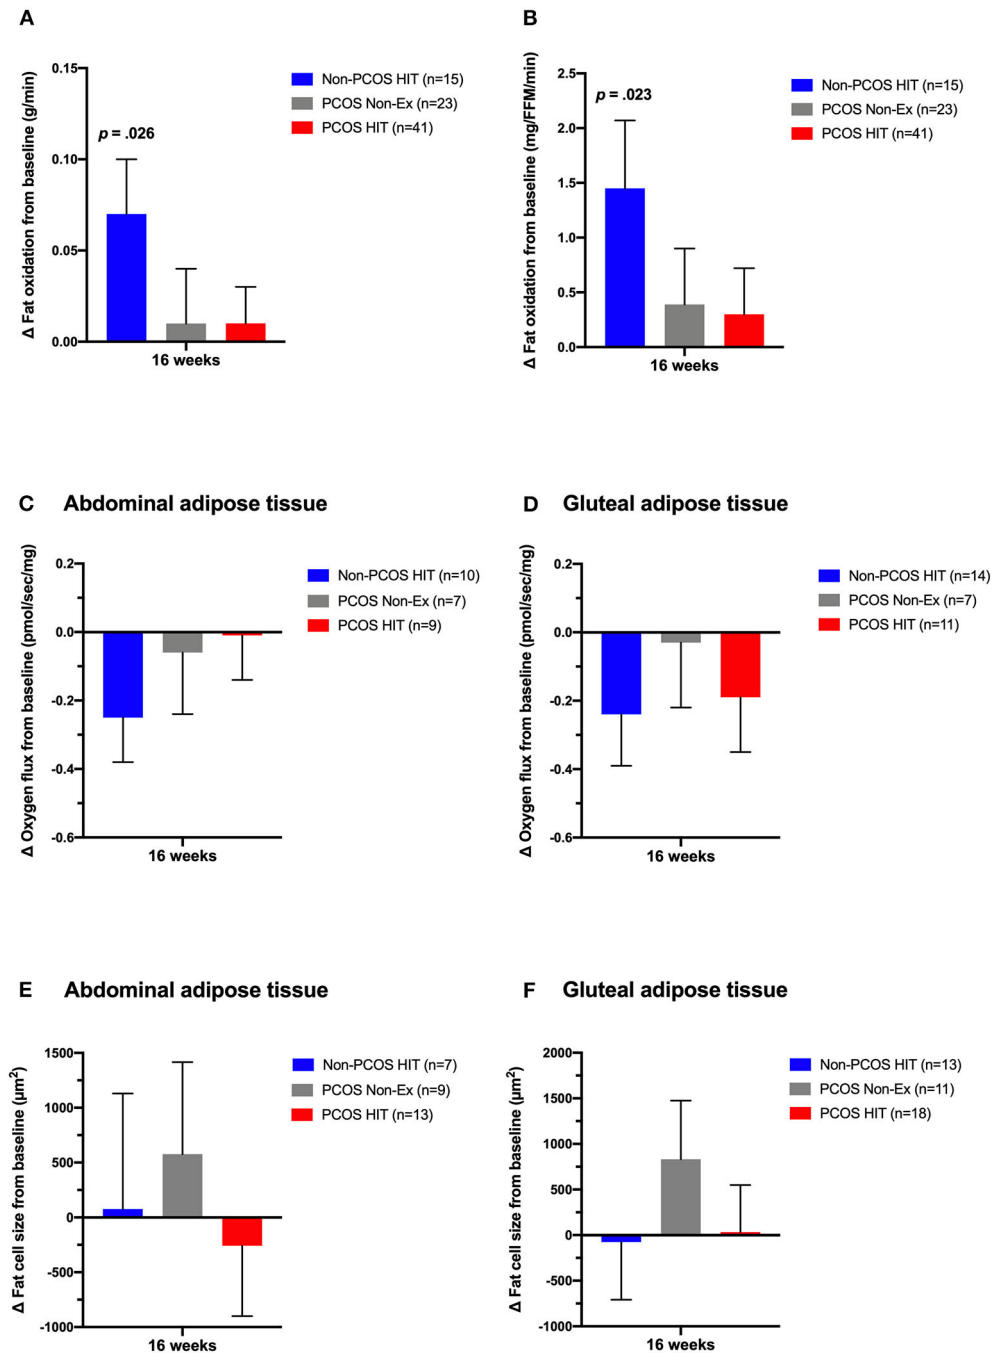 A
Δ Fat oxidation from baseline (g/min)
0.15
0.10
0.05
0.00
p = .026
16 weeks
Non-PCOS HIT (n=15)
PCOS Non-Ex (n=23)
PCOS HIT (n=41)
B
Δ Fat oxidation from baseline (mg/FFM/min)
2.5
2.0
1.5
1.0
0.5
0.0
p = .023
16 weeks
Non-PCOS HIT (n=15)
PCOS Non-Ex (n=23)
PCOS HIT (n=41)
C Abdominal adipose tissue
Δ Oxygen flux from baseline (pmol/sec/mg)
0.2
0.0
-0.2
-0.4
-0.6
16 weeks
Non-PCOS HIT (n=10)
PCOS Non-Ex (n=7)
PCOS HIT (n=9)
D Gluteal adipose tissue
Δ Oxygen flux from baseline (pmol/sec/mg)
0.2
0.0
-0.2
-0.4
-0.6
16 weeks
Non-PCOS HIT (n=14)
PCOS Non-Ex (n=7)
PCOS HIT (n=11)
E Abdominal adipose tissue
Δ Fat cell size from baseline (µm²)
1500
1000
500
0
-500
-1000
16 weeks
Non-PCOS HIT (n=7)
PCOS Non-Ex (n=9)
PCOS HIT (n=13)
F Gluteal adipose tissue
Δ Fat cell size from baseline (µm²)
2000
1500
1000
500
0
-500
-1000
16 weeks
Non-PCOS HIT (n=13)
PCOS Non-Ex (n=11)
PCOS HIT (n=18)